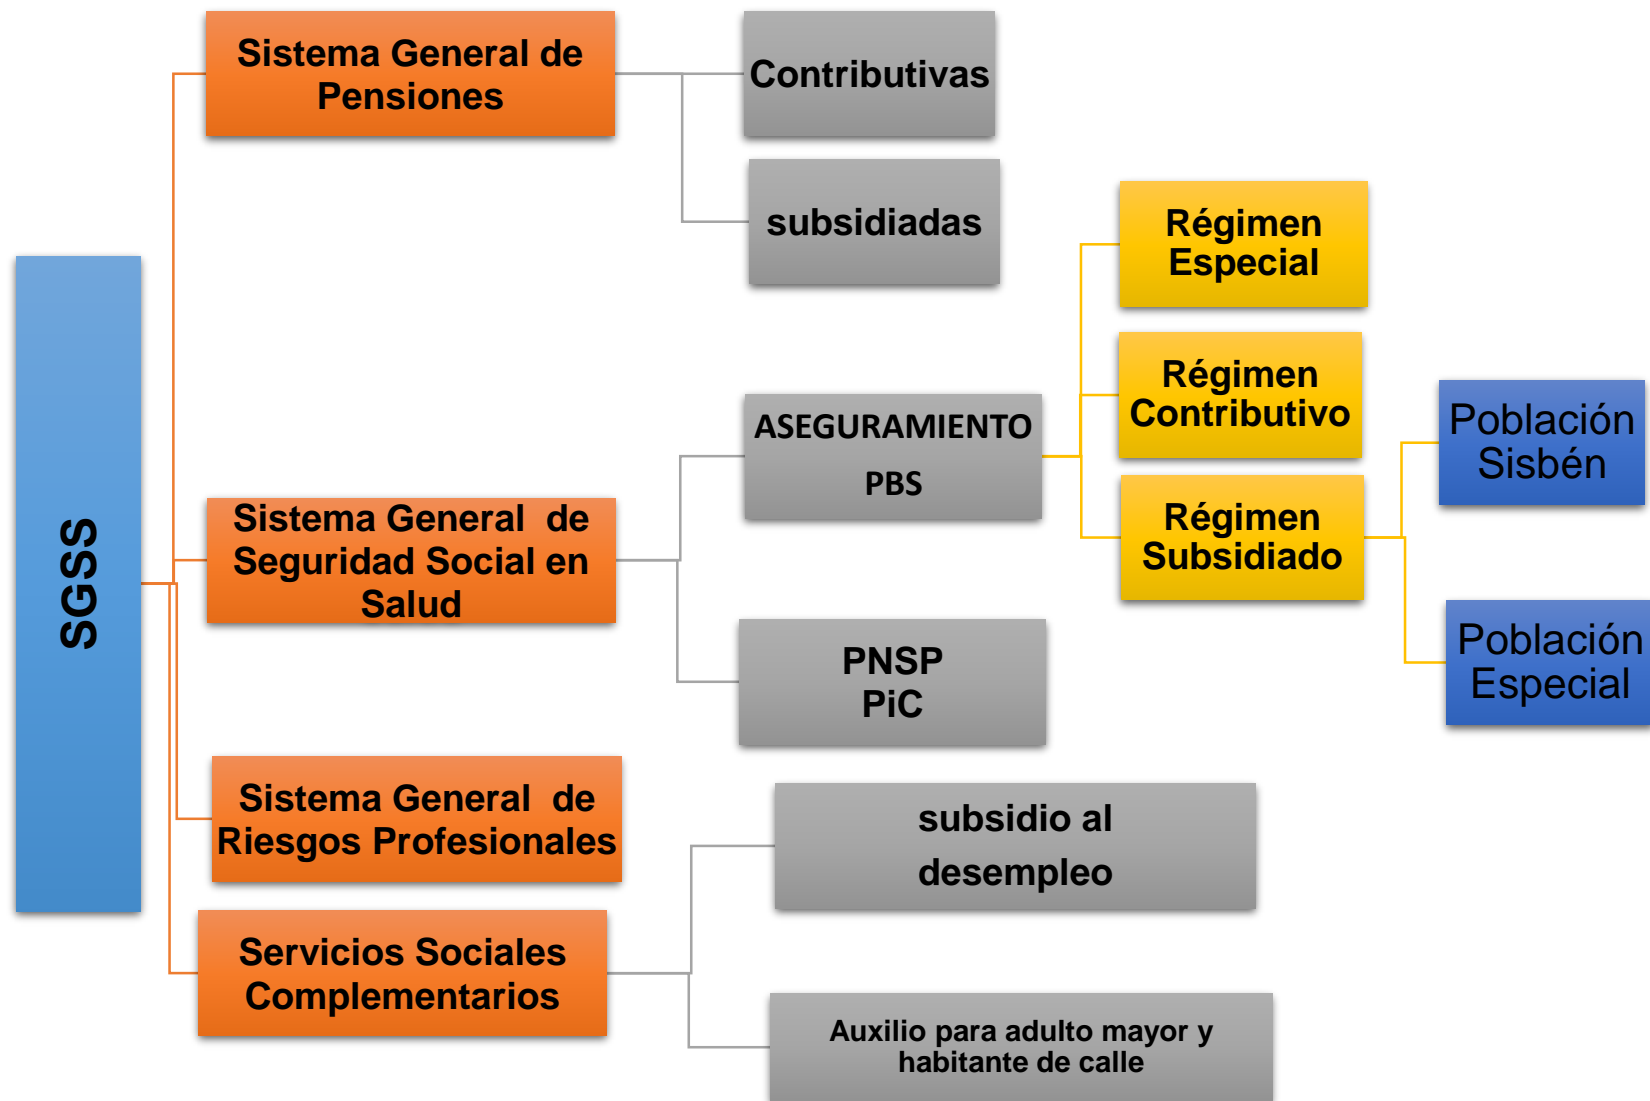 SGSS
Sistema General de
Pensiones
Contributivas
subsidiadas
Sistema General  de
Seguridad Social en
Salud
ASEGURAMIENTO
PBS
Régimen
Especial
Régimen
Contributivo
Régimen
Subsidiado
Población
Sisbén
Población
Especial
PNSP
PiC
Sistema General  de
Riesgos Profesionales
Servicios Sociales
Complementarios
subsidio al
desempleo
Auxilio para adulto mayor y
habitante de calle